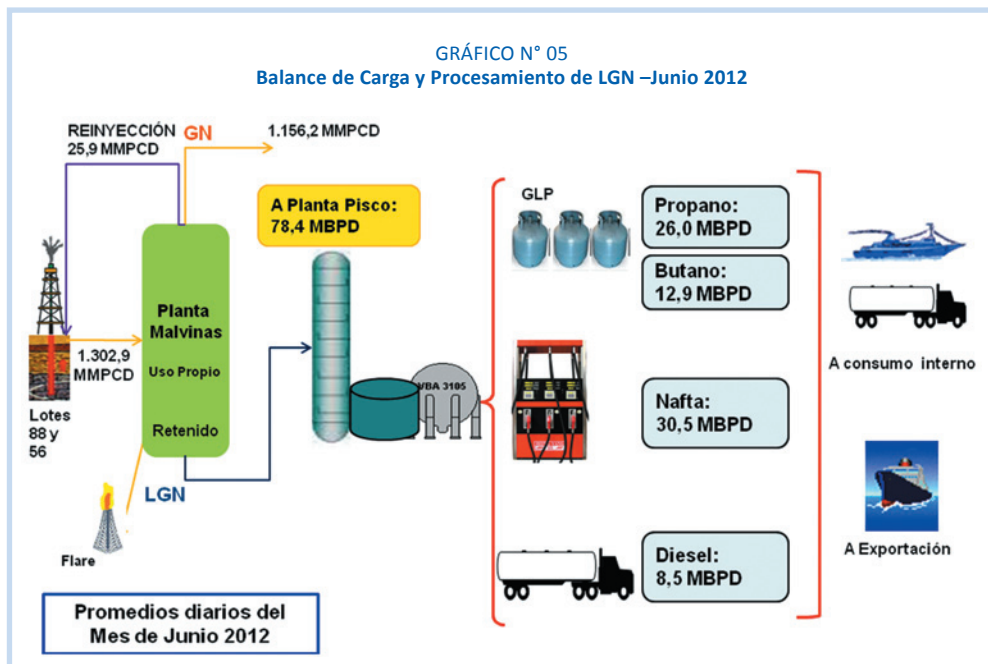 GRÁFICO N° 05
Balance de Carga y Procesamiento de LGN –Junio 2012
REINYECCIÓN
25,9 MMPCD
GN
1.156,2 MMPCD
A Planta Pisco:
78,4 MBPD
GLP
Propano:
26,0 MBPD
Butano:
12,9 MBPD
Planta
Malvinas
Uso Propio
Retenido
1.302,9
MMPCD
Lotes
88 y
56
LGN
Flare
VBA 3105
Nafta:
30,5 MBPD
Diesel:
8,5 MBPD
A consumo interno
A Exportación
Promedios diarios del
Mes de Junio 2012